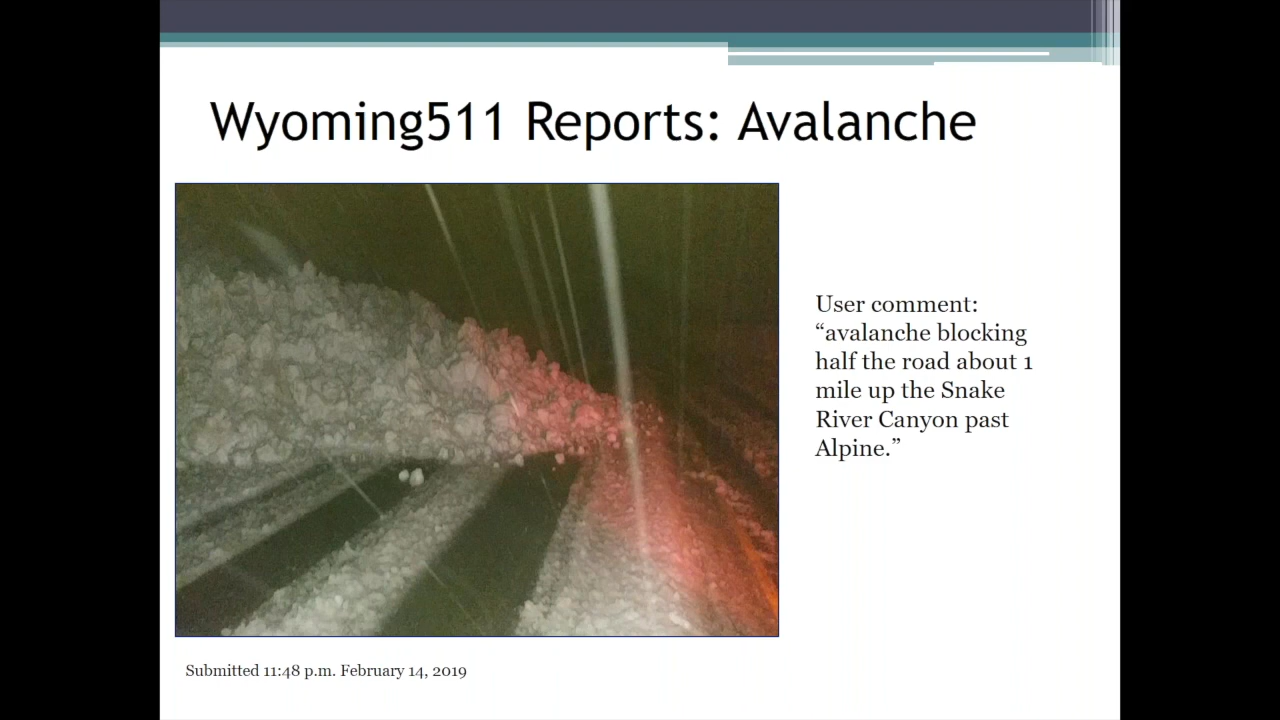 Wyoming511 Reports: Avalanche
User comment:
“avalanche blocking
half the road about 1
mile up the Snake
River Canyon past
Alpine.”
Submitted 11:48 p.m. February 14, 2019